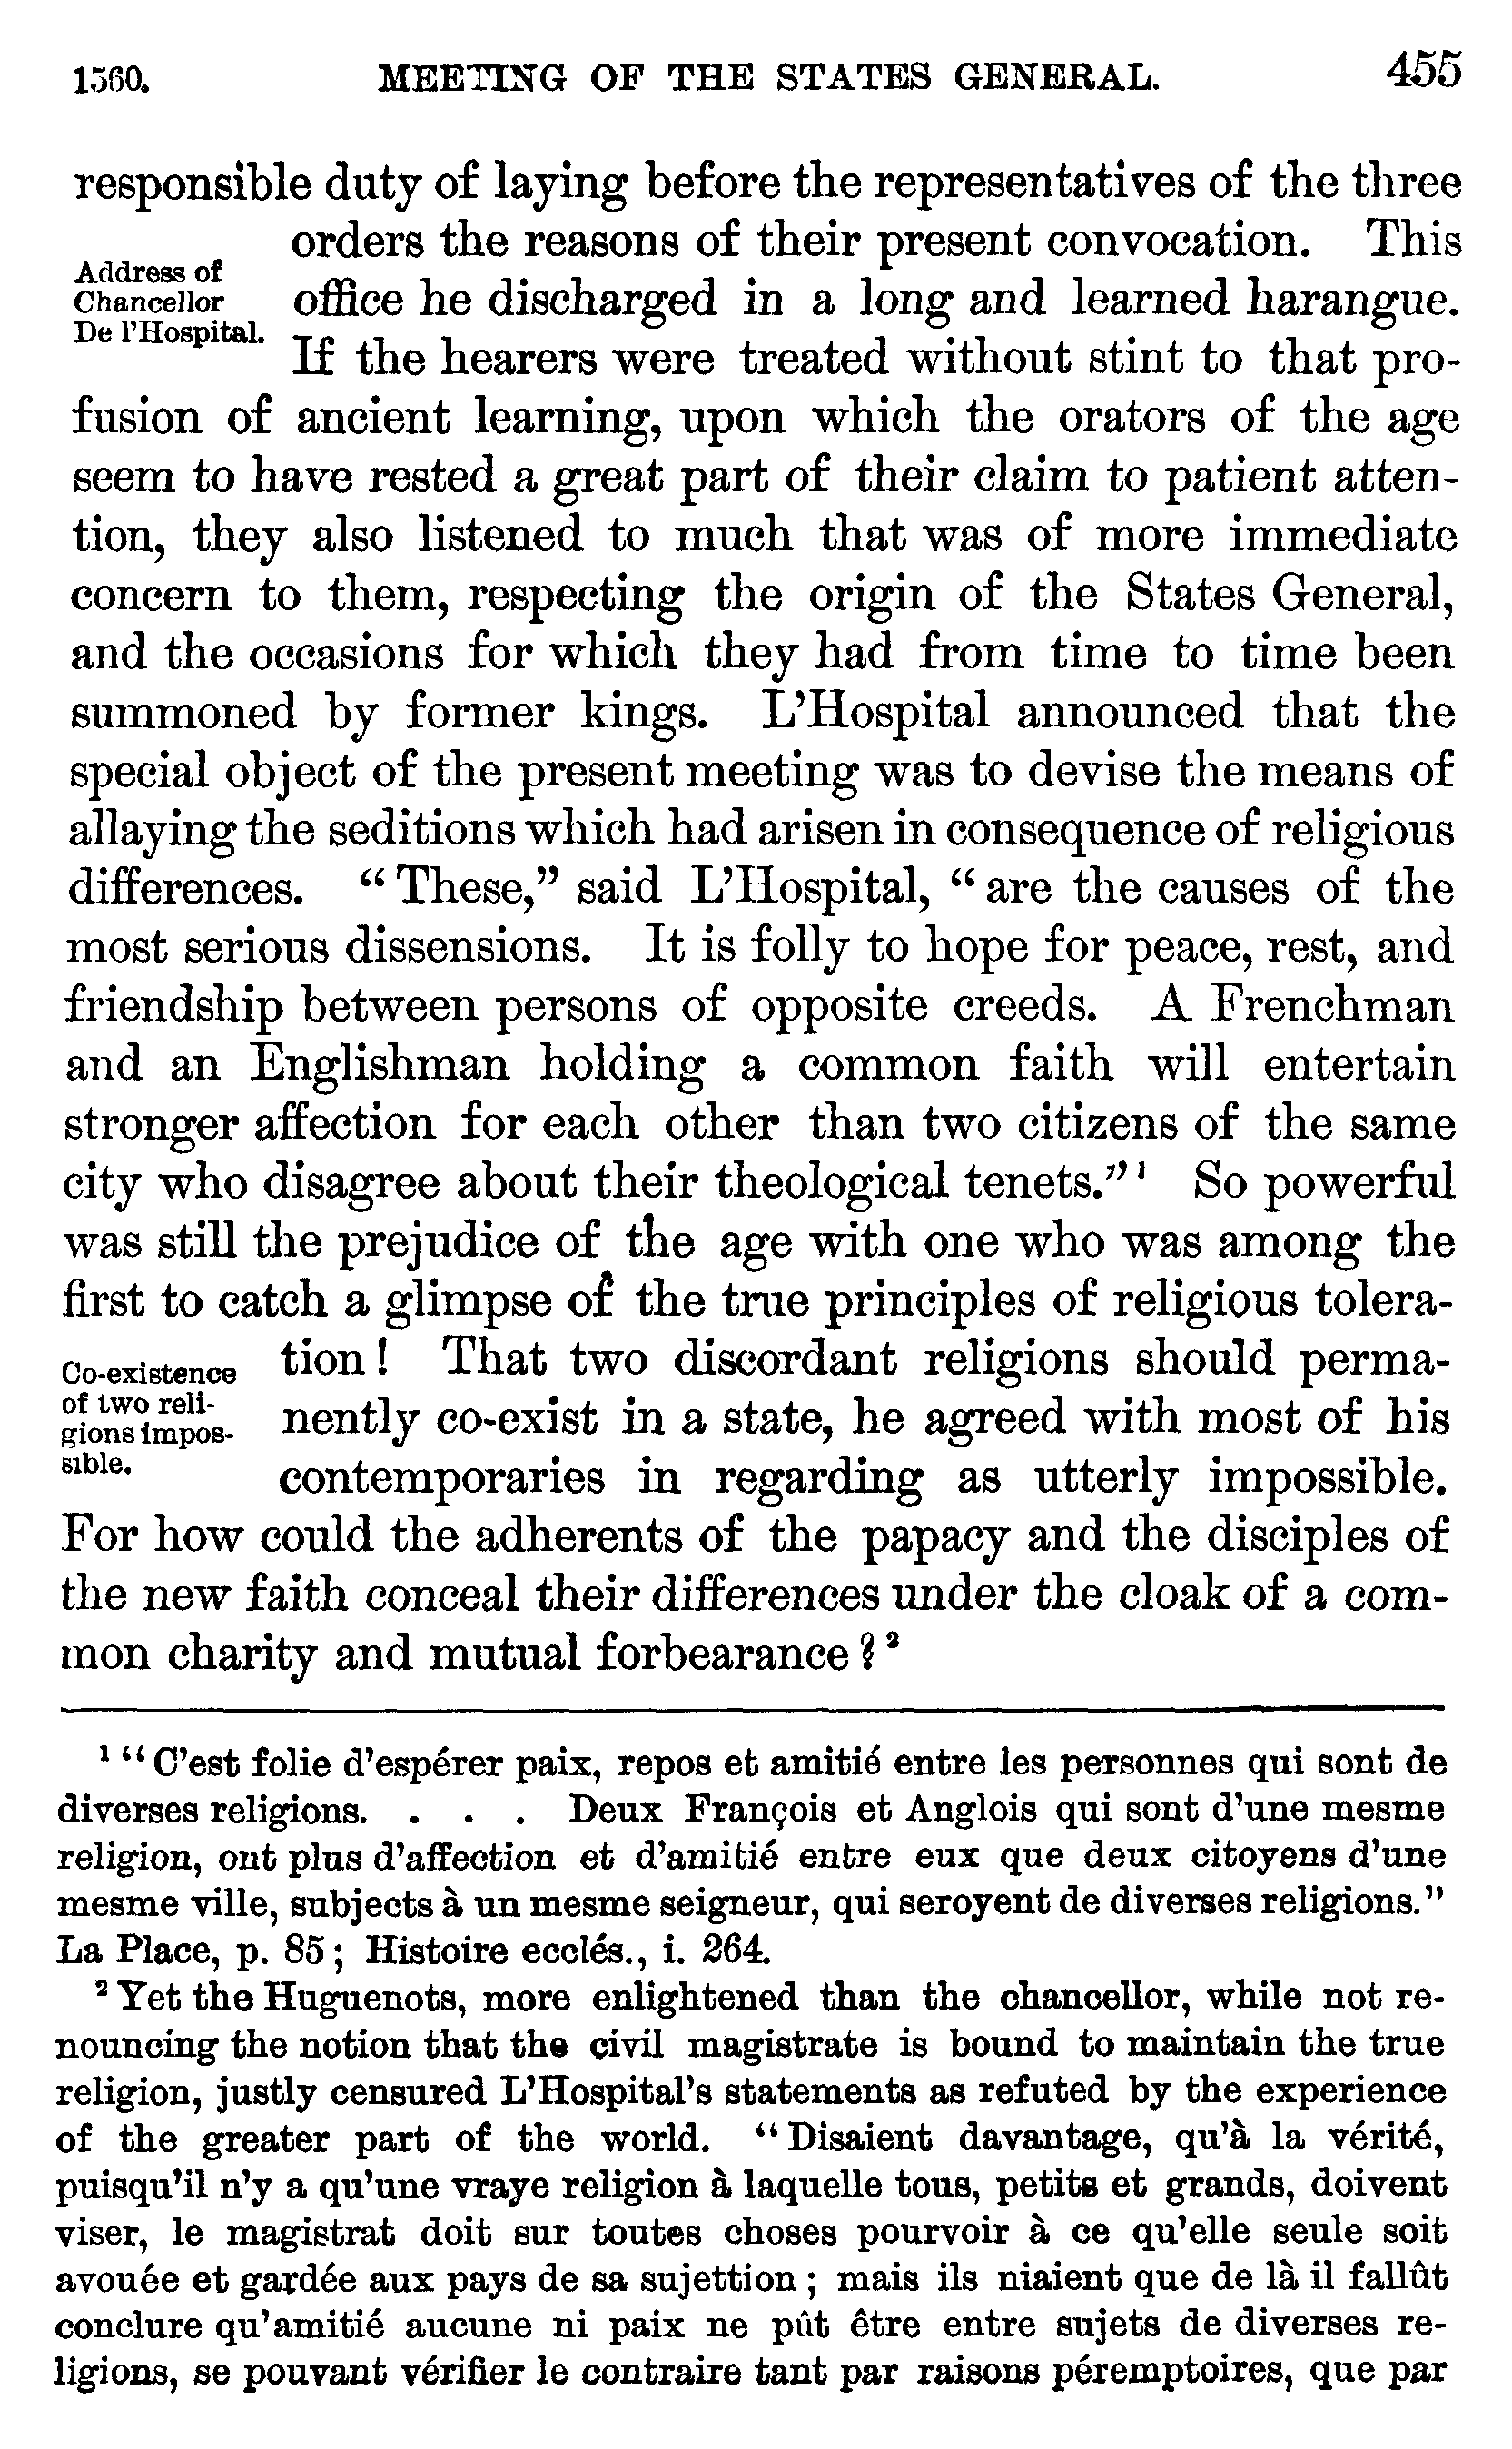 1560. MEETING OF THE STATES GENERAL. 455
responsible duty of laying before the representatives of the three
orders the reasons of their present convocation. This
Address of
Chancellor
De l'Hospital.
office he discharged in a long and learned harangue.
If the hearers were treated without stint to that pro-
fusion of ancient learning, upon which the orators of the age
seem to have rested a great part of their claim to patient atten-
tion, they also listened to much that was of more immediate
concern to them, respecting the origin of the States General,
and the occasions for which they had from time to time been
summoned by former kings. L'Hospital announced that the
special object of the present meeting was to devise the means of
allaying the seditions which had arisen in consequence of religious
differences. "These," said L'Hospital, "are the causes of the
most serious dissensions. It is folly to hope for peace, rest, and
friendship between persons of opposite creeds. A Frenchman
and an Englishman holding a common faith will entertain
stronger affection for each other than two citizens of the same
city who disagree about their theological tenets."¹ So powerful
was still the prejudice of the age with one who was among the
first to catch a glimpse of the true principles of religious tolera-
tion! That two discordant religions should perma-
Co-existence
of two reli-
gions impos-
sible.
nently co-exist in a state, he agreed with most of his
contemporaries in regarding as utterly impossible.
For how could the adherents of the papacy and the disciples of
the new faith conceal their differences under the cloak of a com-
mon charity and mutual forbearance?²
¹ "C'est folie d'espérer paix, repos et amitié entre les personnes qui sont de
diverses religions. . . . Deux François et Anglois qui sont d'une mesme
religion, ont plus d'affection et d'amitié entre eux que deux citoyens d'une
mesme ville, subjects à un mesme seigneur, qui seroyent de diverses religions."
La Place, p. 85; Histoire ecclés., i. 264.
² Yet the Huguenots, more enlightened than the chancellor, while not re-
nouncing the notion that the civil magistrate is bound to maintain the true
religion, justly censured L'Hospital's statements as refuted by the experience
of the greater part of the world. "Disaient davantage, qu'à la vérité,
puisqu'il n'y a qu'une vraye religion à laquelle tous, petits et grands, doivent
viser, le magistrat doit sur toutes choses pourvoir à ce qu'elle seule soit
avouée et gardée aux pays de sa sujettion; mais ils niaient que de là il fallût
conclure qu'amitié aucune ni paix ne pût être entre sujets de diverses re-
ligions, se pouvant vérifier le contraire tant par raisons péremptoires, que par